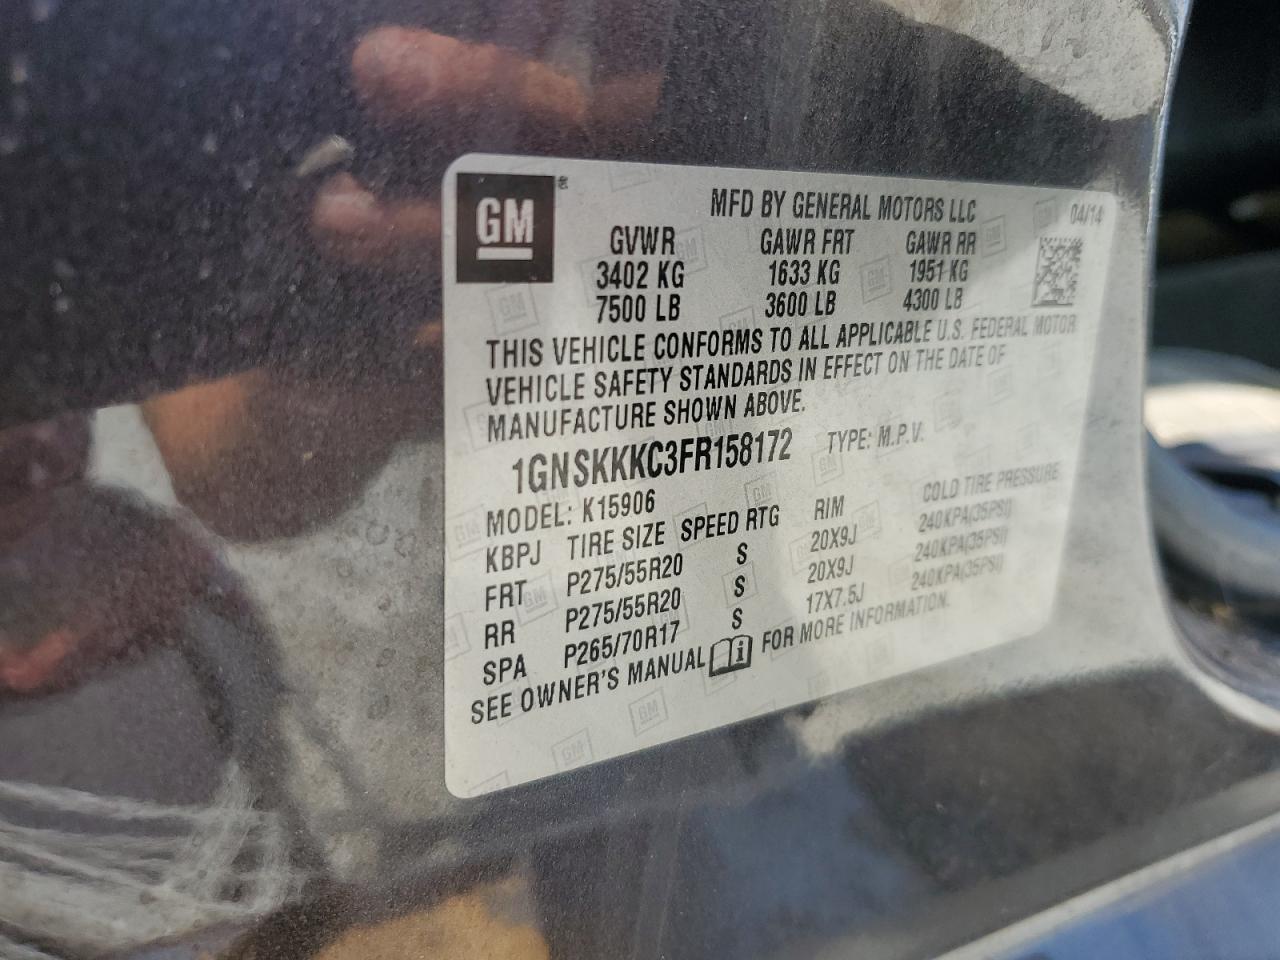 GM
MFD BY GENERAL MOTORS LLC 04/14
GVWR GAWR FRT GAWR RR
3402 KG 1633 KG 1951 KG
7500 LB 3600 LB 4300 LB
THIS VEHICLE CONFORMS TO ALL APPLICABLE U.S. FEDERAL MOTOR
VEHICLE SAFETY STANDARDS IN EFFECT ON THE DATE OF
MANUFACTURE SHOWN ABOVE.
1GNSKKKC3FR158172 TYPE: M.P.V.
MODEL: K15906
KBPJ TIRE SIZE SPEED RTG RIM COLD TIRE PRESSURE
FRT P275/55R20 S 20X9J 240KPA(35PSI)
RR P275/55R20 S 20X9J 240KPA(35PSI)
SPA P265/70R17 S 17X7.5J 240KPA(35PSI)
SEE OWNER'S MANUAL FOR MORE INFORMATION.